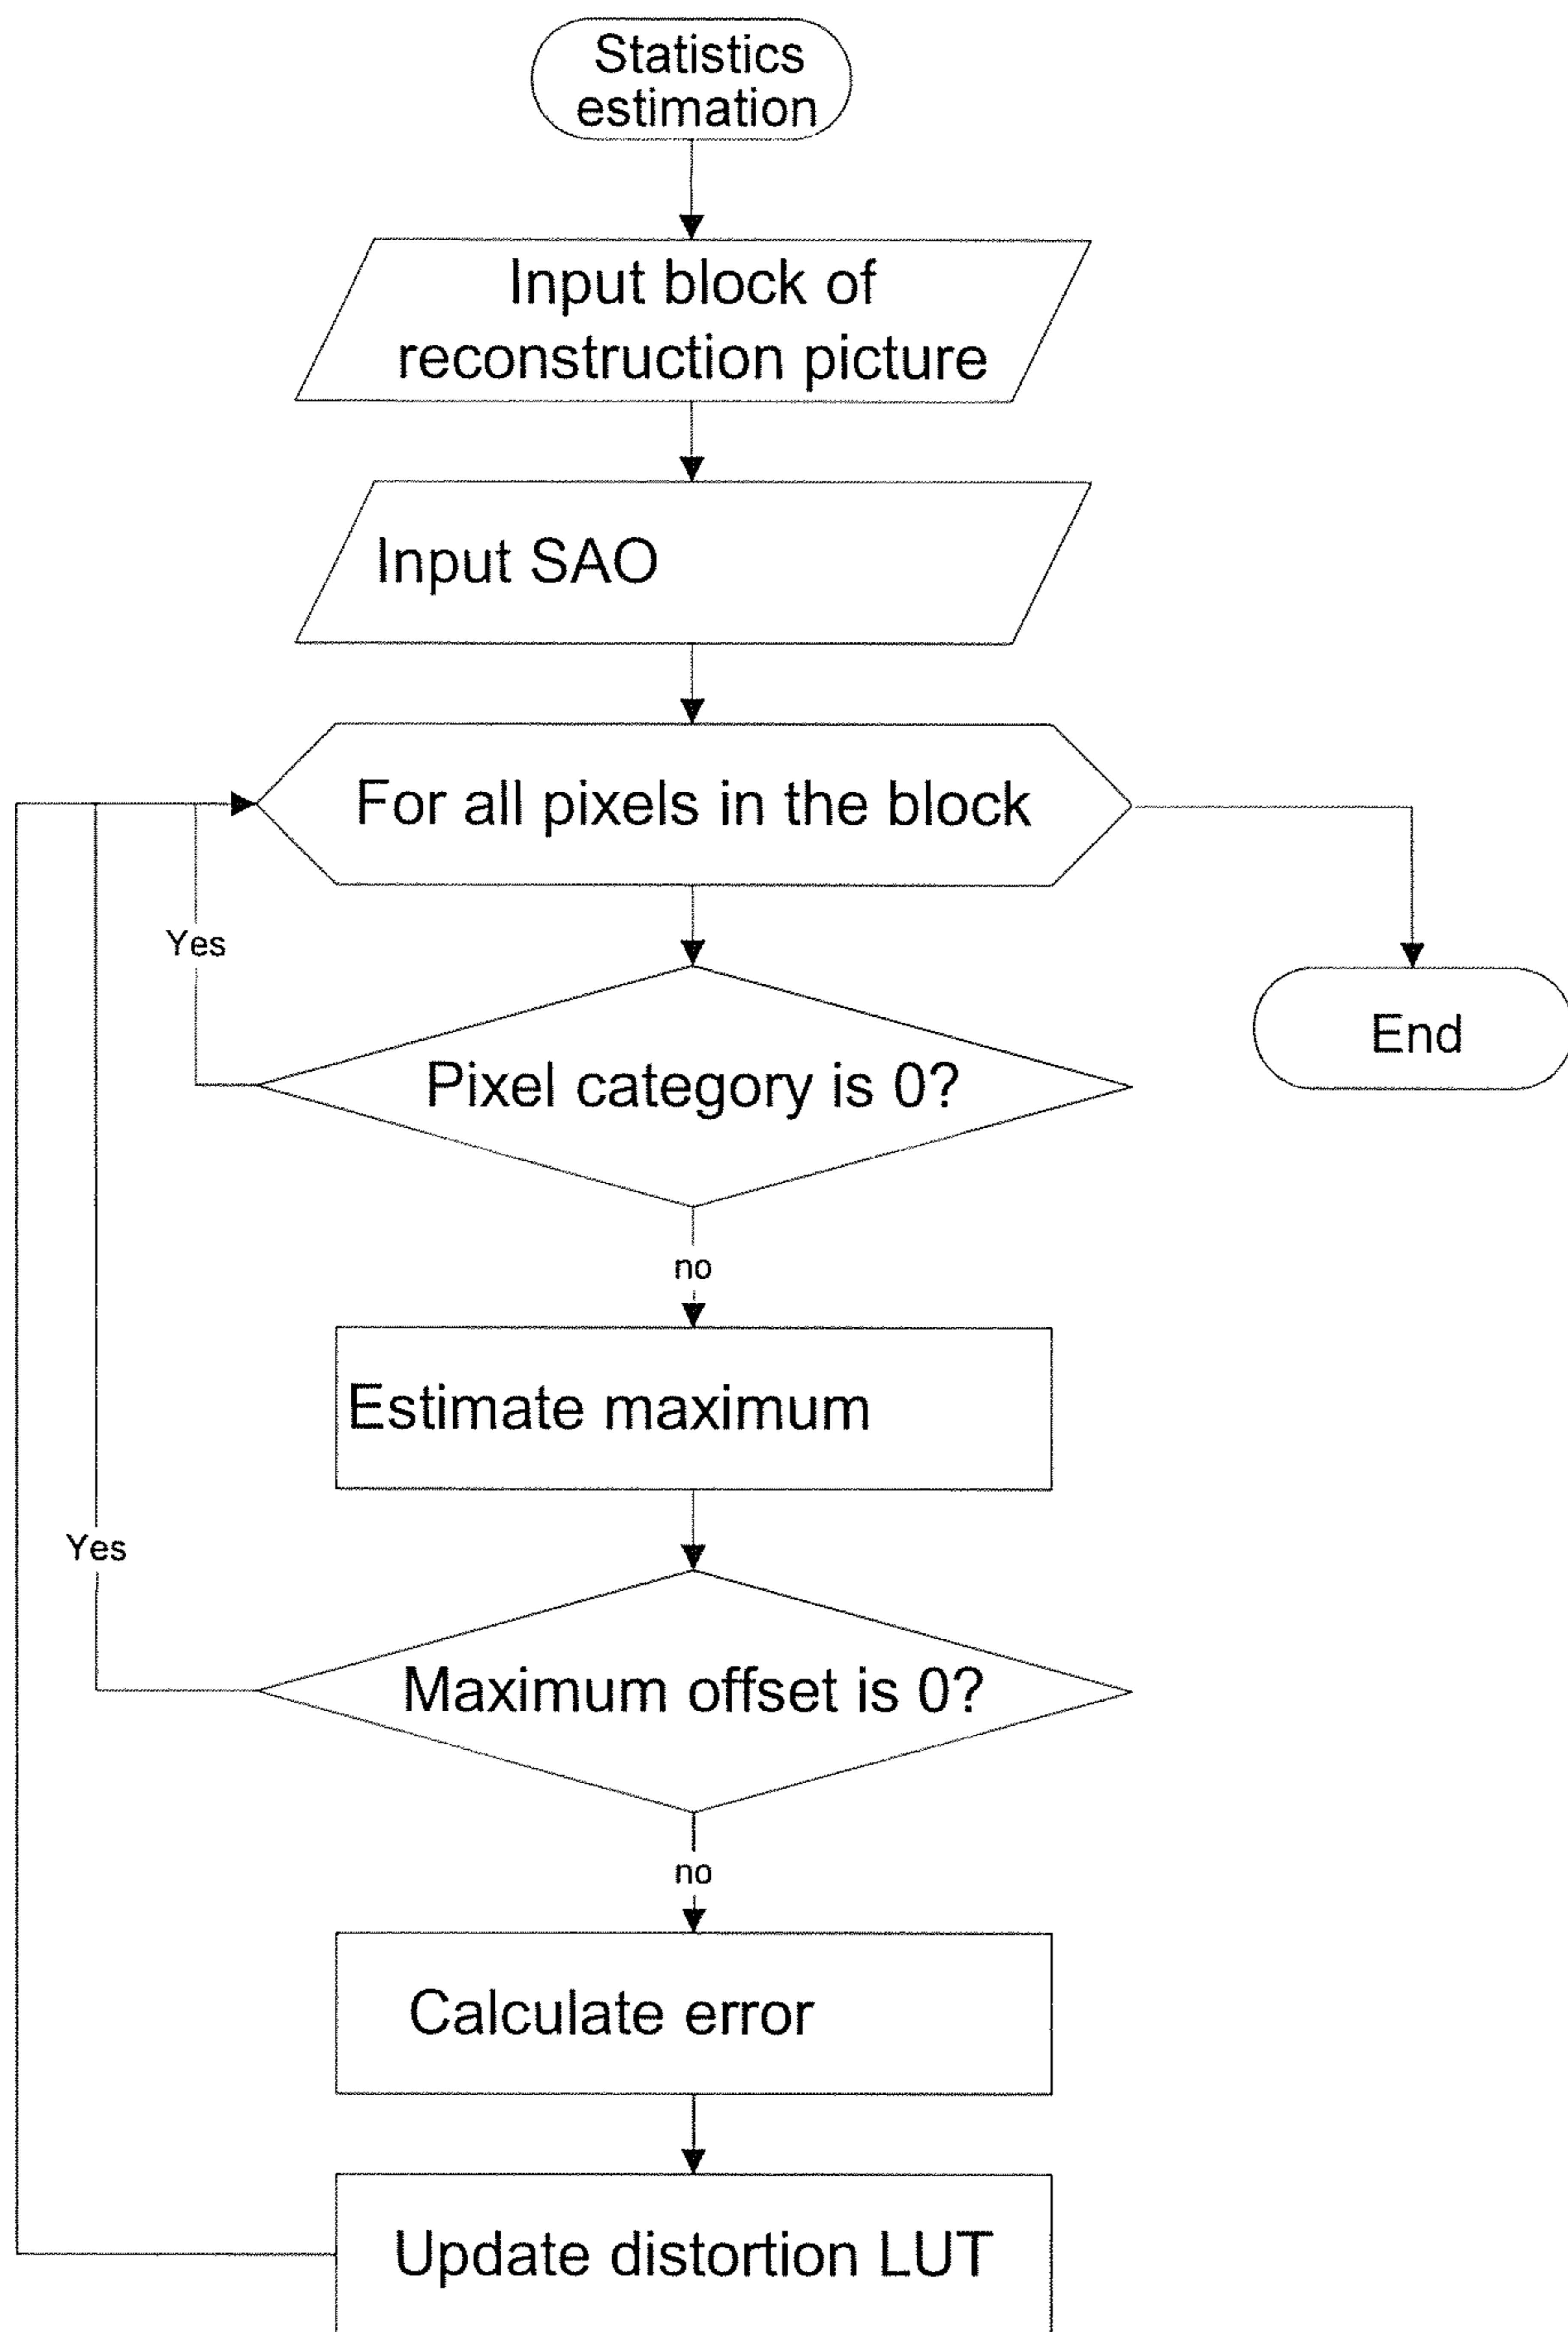 Statistics
estimation
Input block of
reconstruction picture
Input SAO
For all pixels in the block
Yes
End
Pixel category is 0?
no
Estimate maximum
Yes
Maximum offset is 0?
no
Calculate error
Update distortion LUT